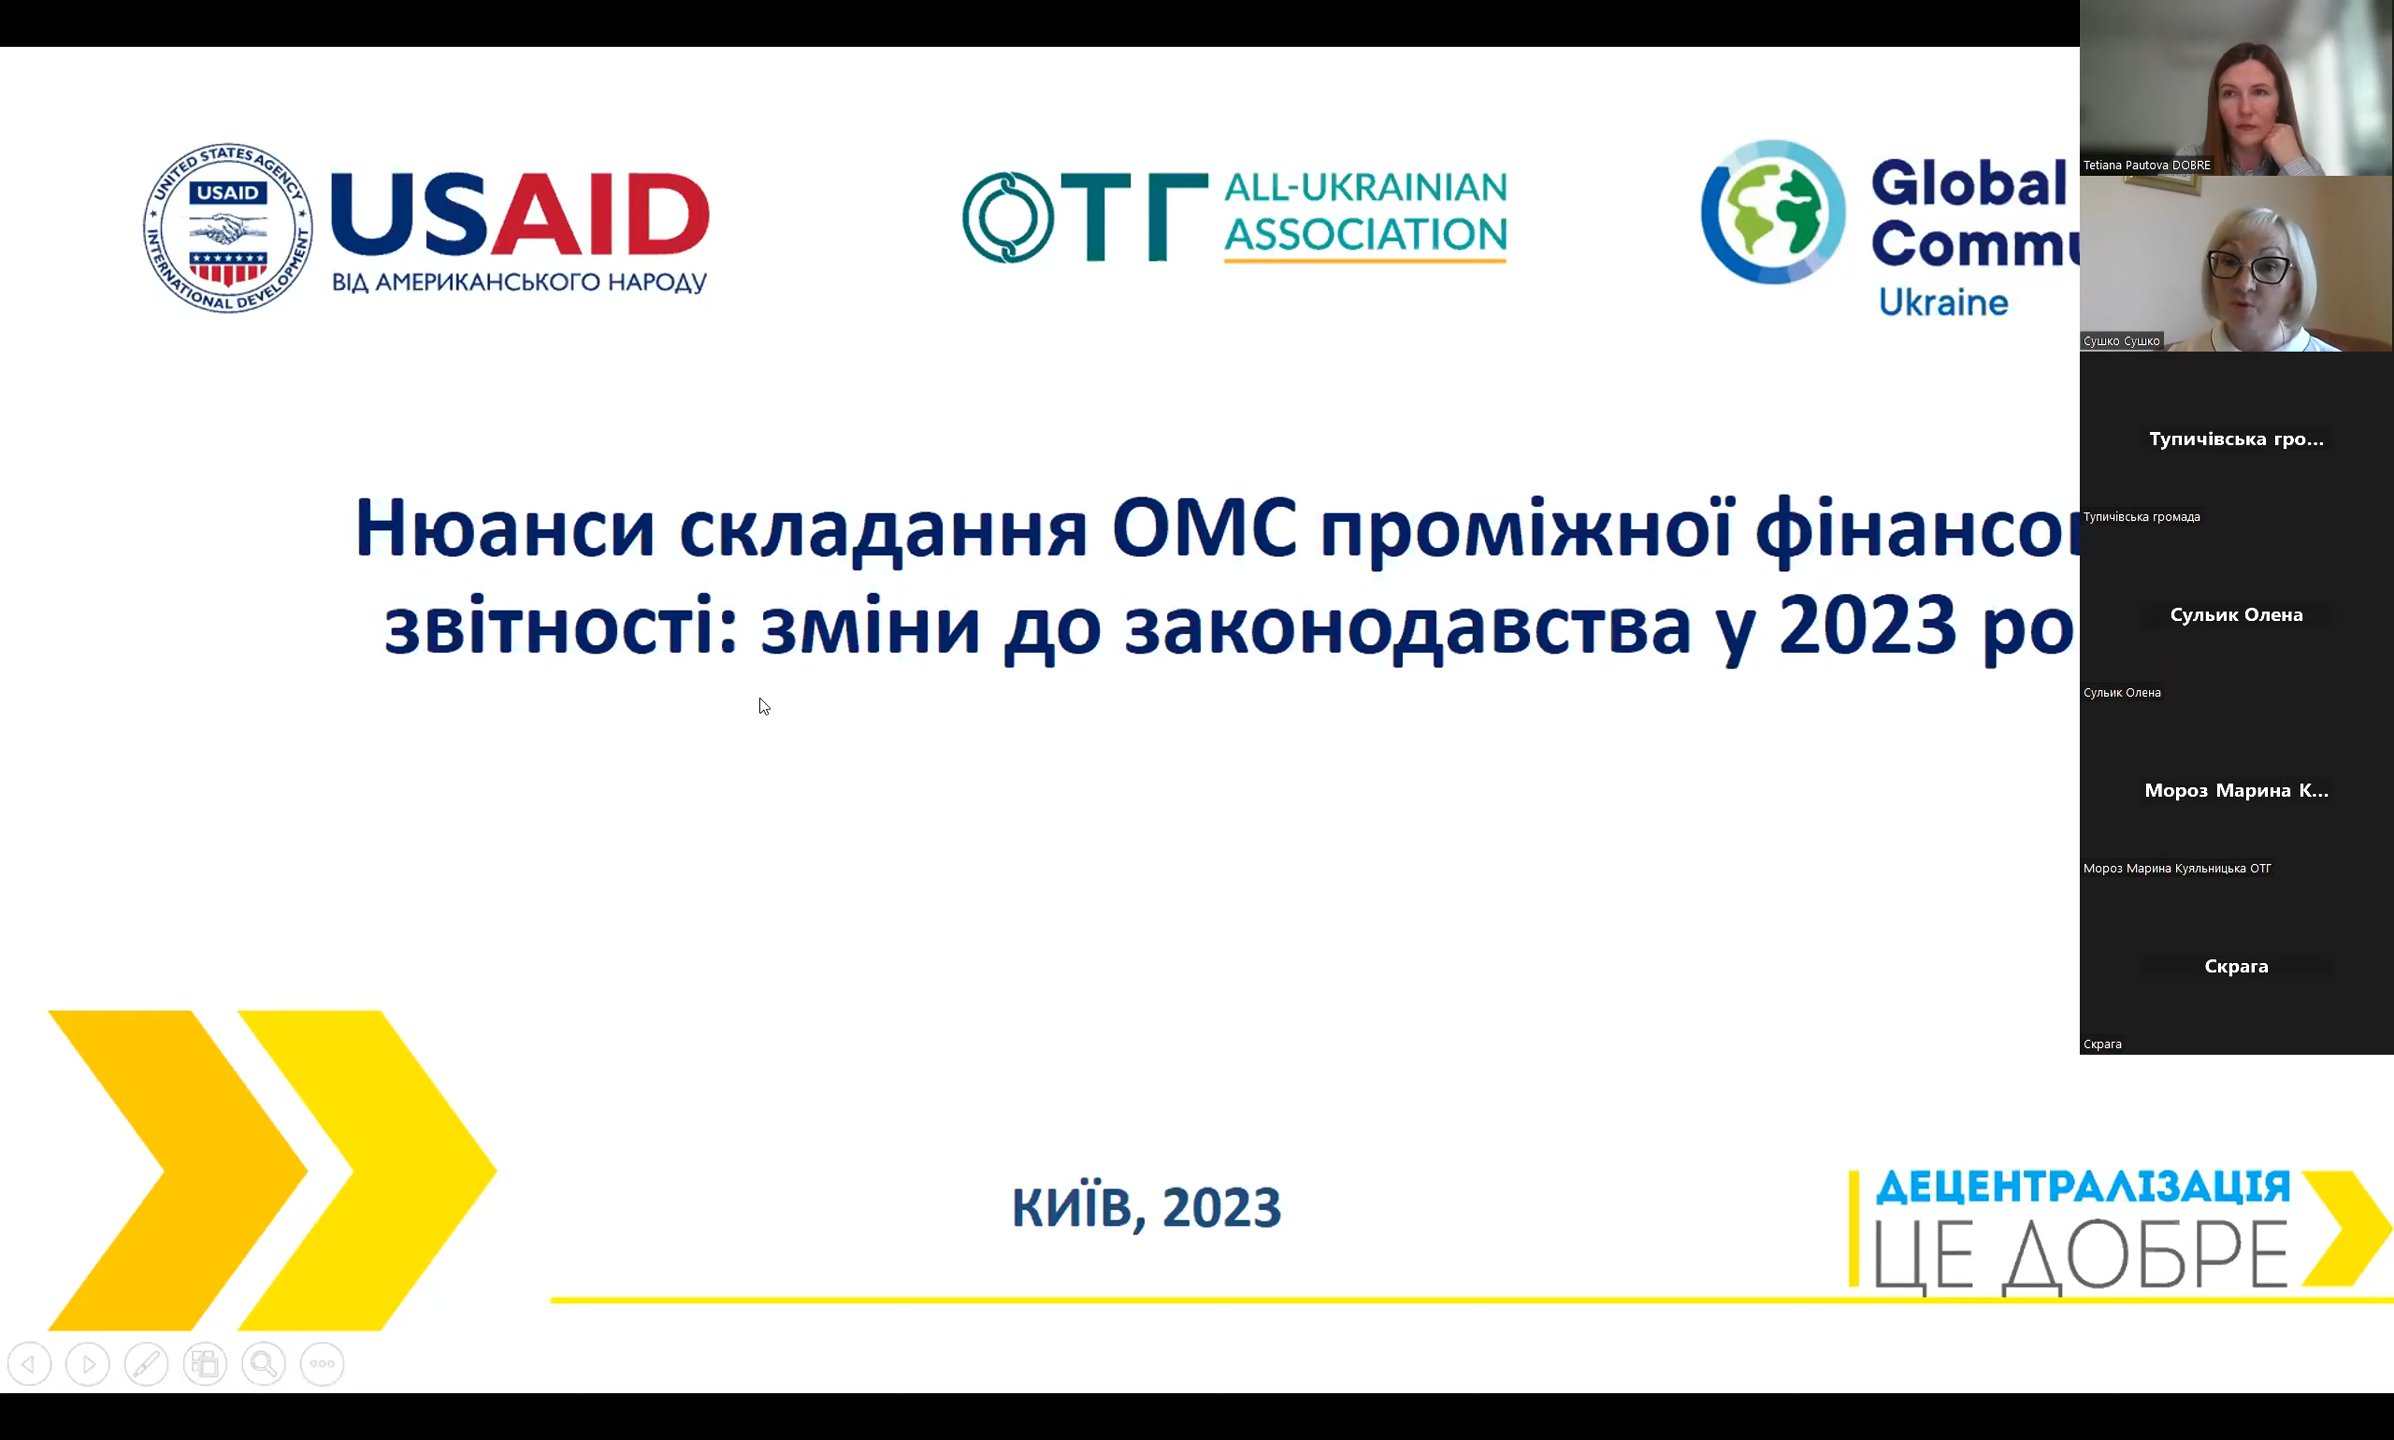 UNITED STATES AGENCY
USAID
INTERNATIONAL DEVELOPMENT
USAID
ВІД АМЕРИКАНСЬКОГО НАРОДУ
ОТГ
ALL-UKRAINIAN
ASSOCIATION
Global
Commu
Ukraine
Нюанси складання ОМС проміжної фінансов
звітності: зміни до законодавства у 2023 ро
КИЇВ, 2023
ДЕЦЕНТРАЛІЗАЦІЯ
ЦЕ ДОБРЕ
Tetiana Pautova DOBRE
Сушко Сушко
Тупичівська гро...
Тупичівська громада
Сульик Олена
Сульик Олена
Мороз Марина К...
Мороз Марина Куяльницька ОТГ
Скрага
Скрага